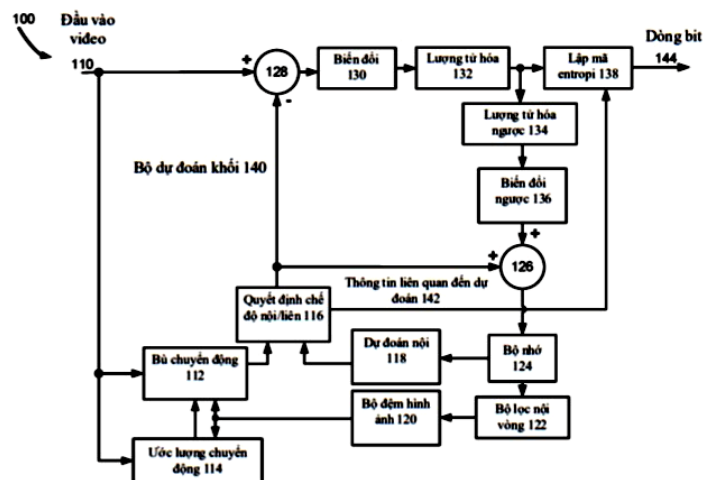 100
Đầu vào
video
110
+
128
-
Biến đổi
130
Lượng tử hóa
132
Lập mã
entropi 138
Dòng bit
144
Lượng tử hóa
ngược 134
Bộ dự đoán khối 140
Biến đổi
ngược 136
+
+
126
Thông tin liên quan đến dự
đoán 142
Quyết định chế
độ nội/liên 116
Bù chuyển động
112
Dự đoán nội
118
Bộ nhớ
124
Bộ đệm hình
ảnh 120
Bộ lọc nội
vòng 122
Ước lượng chuyển
động 114